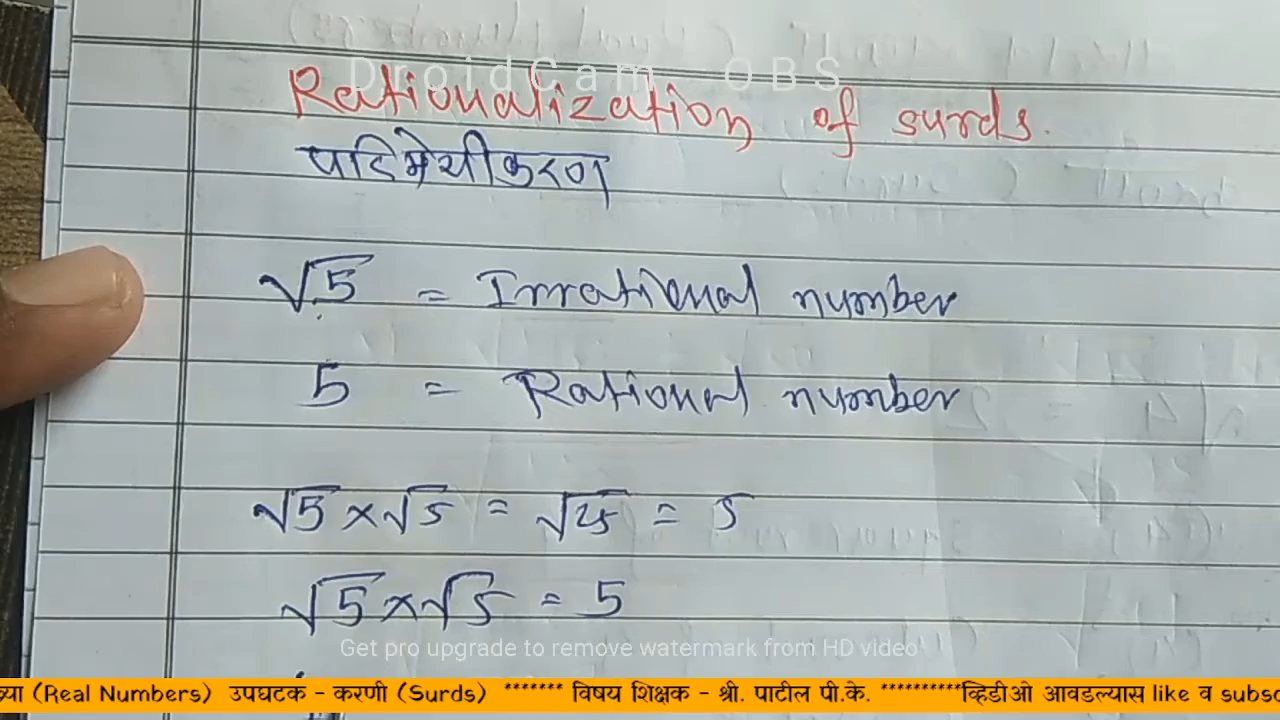 DroidCam OBS
Rationalization of surds.
परिमेयीकरण
√5 = Irrational number
5 = Rational number
√5 × √5 = √25 = 5
√5 × √5 = 5
Get pro upgrade to remove watermark from HD video
(Real Numbers) उपघटक - करणी (Surds) ******* विषय शिक्षक - श्री. पाटील पी.के. **********व्हिडीओ आवडल्यास like व